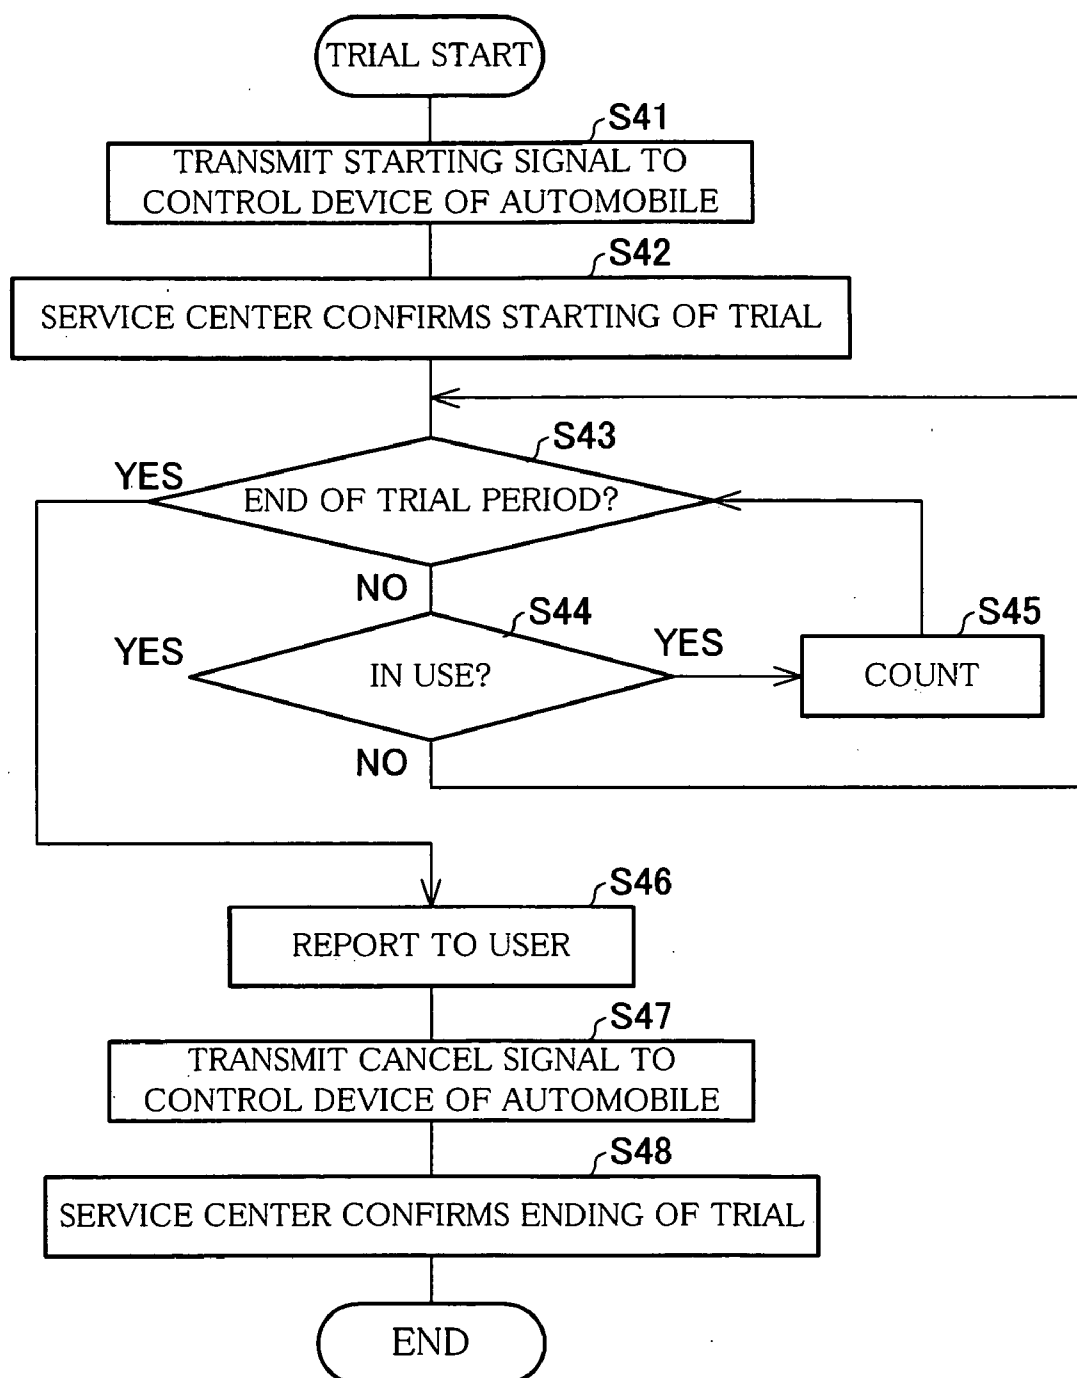 TRIAL START
S41
TRANSMIT STARTING SIGNAL TO
CONTROL DEVICE OF AUTOMOBILE
S42
SERVICE CENTER CONFIRMS STARTING OF TRIAL
S43
YES
END OF TRIAL PERIOD?
NO
S44
S45
YES
YES
IN USE?
COUNT
NO
S46
REPORT TO USER
S47
TRANSMIT CANCEL SIGNAL TO
CONTROL DEVICE OF AUTOMOBILE
S48
SERVICE CENTER CONFIRMS ENDING OF TRIAL
END